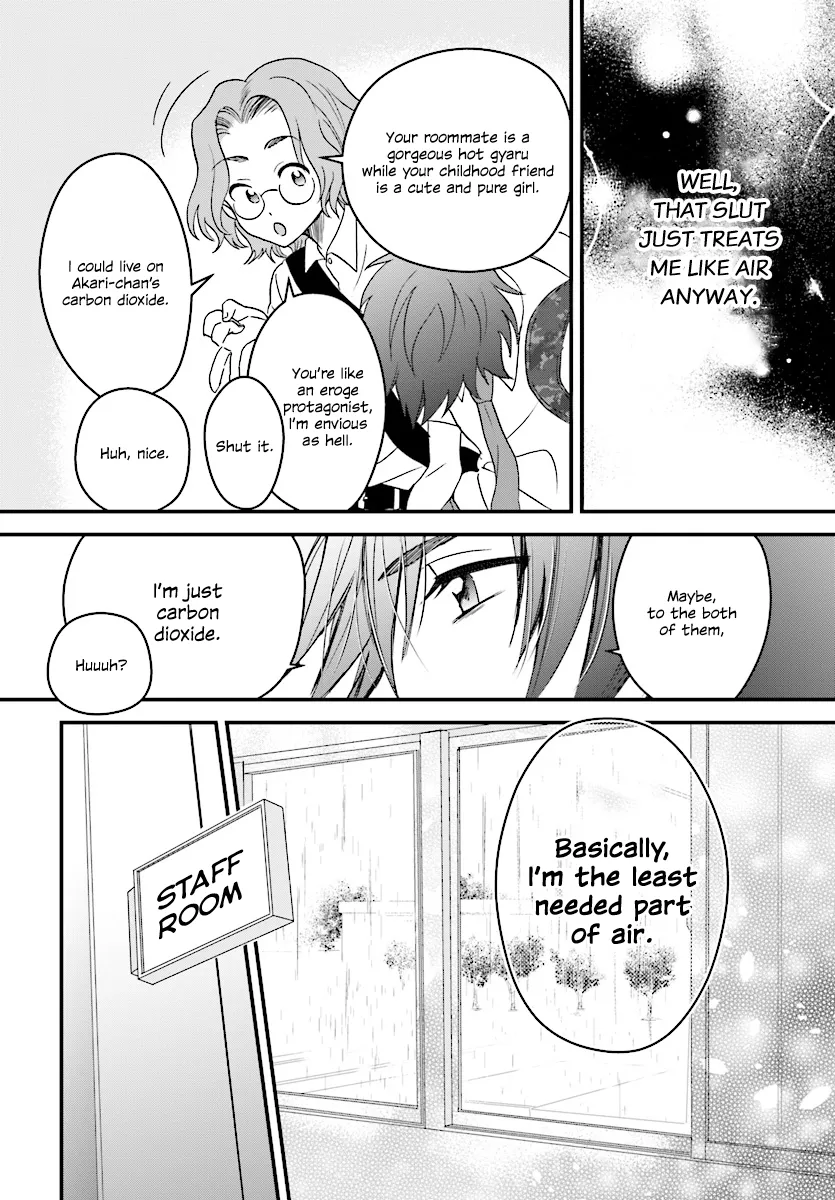 WELL,
THAT SLUT
JUST TREATS
ME LIKE AIR
ANYWAY.
Your roommate is a
gorgeous hot gyaru
while your childhood friend
is a cute and pure girl.
You're like
an eroge
protagonist,
I'm envious
as hell.
Shut it.
I could live on
Akari-chan's
carbon dioxide.
Huh, nice.
Maybe,
to the both
of them,
I'm just
carbon
dioxide.
Huuuh?
Basically,
I'm the least
needed part
of air.
STAFF
ROOM